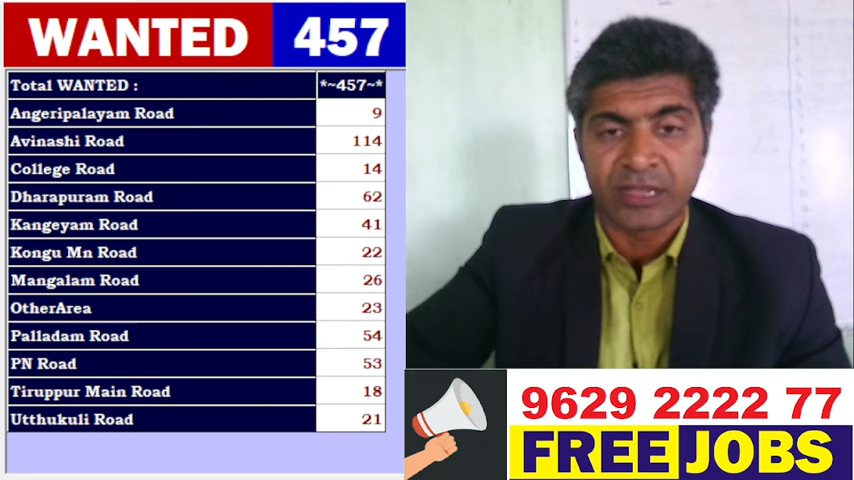 WANTED 457
Total WANTED : *~457~*
Angeripalayam Road 9
Avinashi Road 114
College Road 14
Dharapuram Road 62
Kangeyam Road 41
Kongu Mn Road 22
Mangalam Road 26
OtherArea 23
Palladam Road 54
PN Road 53
Tiruppur Main Road 18
Utthukuli Road 21
9629 2222 77
FREE JOBS